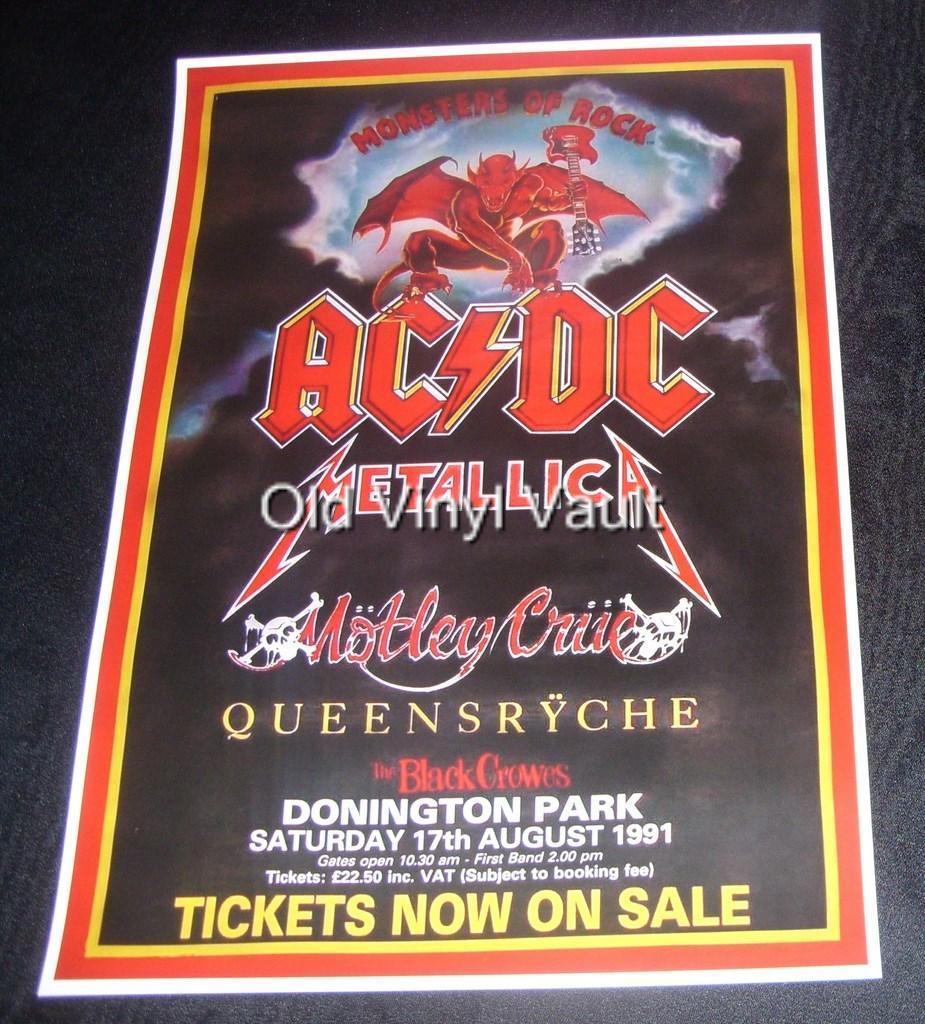 MONSTERS OF ROCK
AC/DC
METALLICA
Old Vinyl Vault
Mötley Crüe
QUEENSRŸCHE
The Black Crowes
DONINGTON PARK
SATURDAY 17th AUGUST 1991
Gates open 10.30 am - First Band 2.00 pm
Tickets: £22.50 inc. VAT (Subject to booking fee)
TICKETS NOW ON SALE